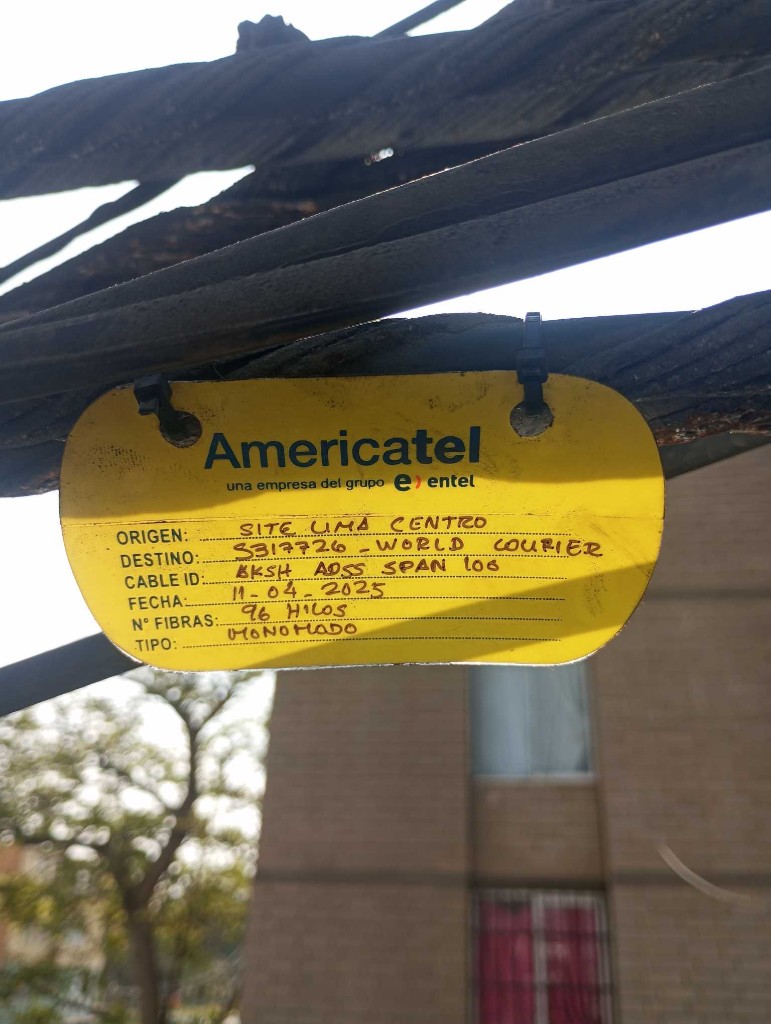 Americatel
una empresa del grupo entel
ORIGEN: SITE LIMA CENTRO
DESTINO: S317726 - WORLD COURIER
CABLE ID: BKSH ADSS SPAN 100
FECHA: 11-04-2025
N° FIBRAS: 96 HILOS
TIPO: MONOMODO